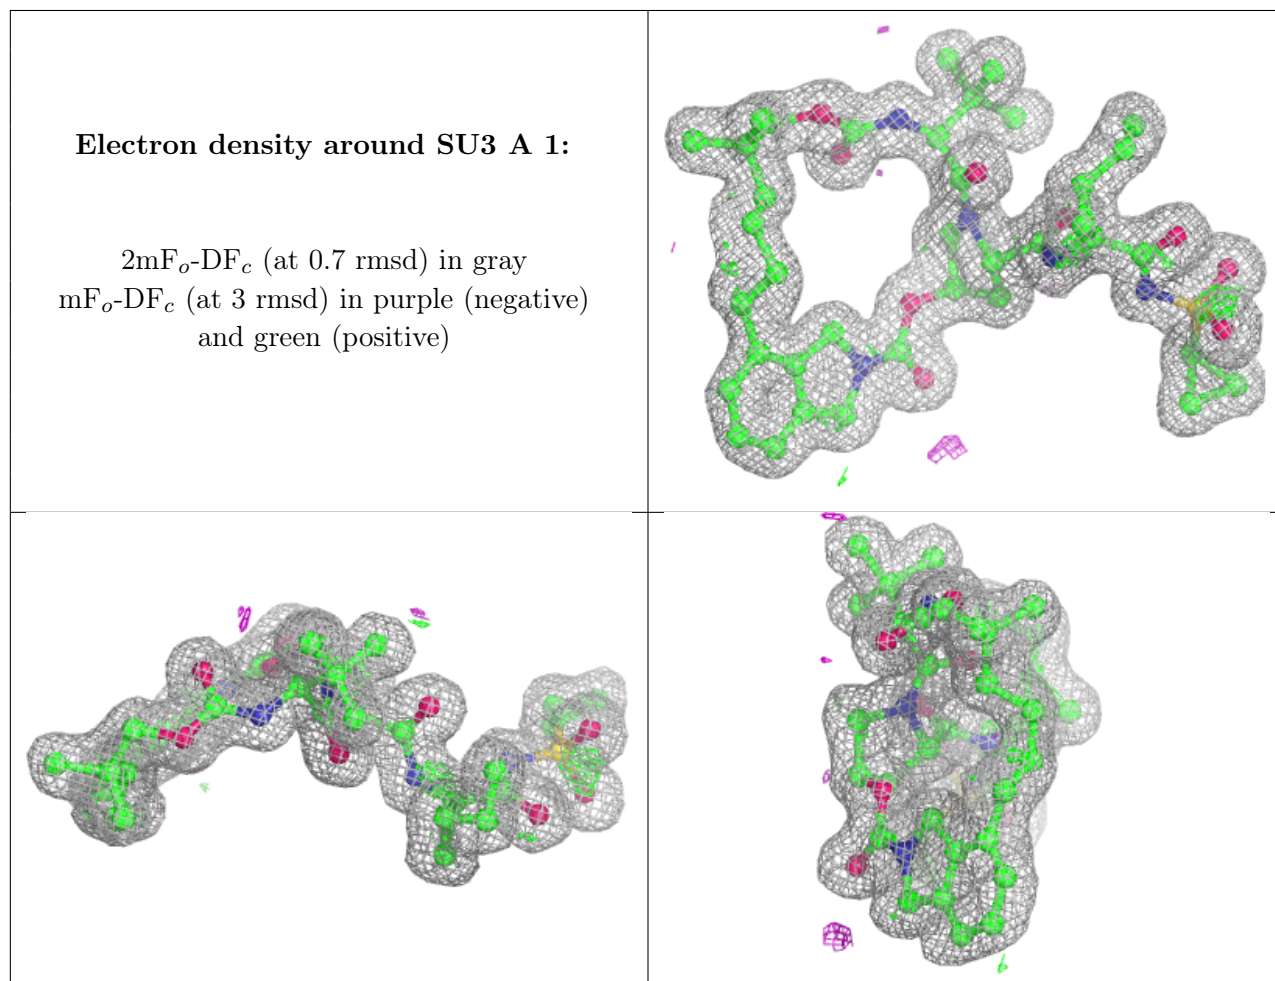 Electron density around SU3 A 1:
2mFo-DFc (at 0.7 rmsd) in gray
mFo-DFc (at 3 rmsd) in purple (negative)
and green (positive)